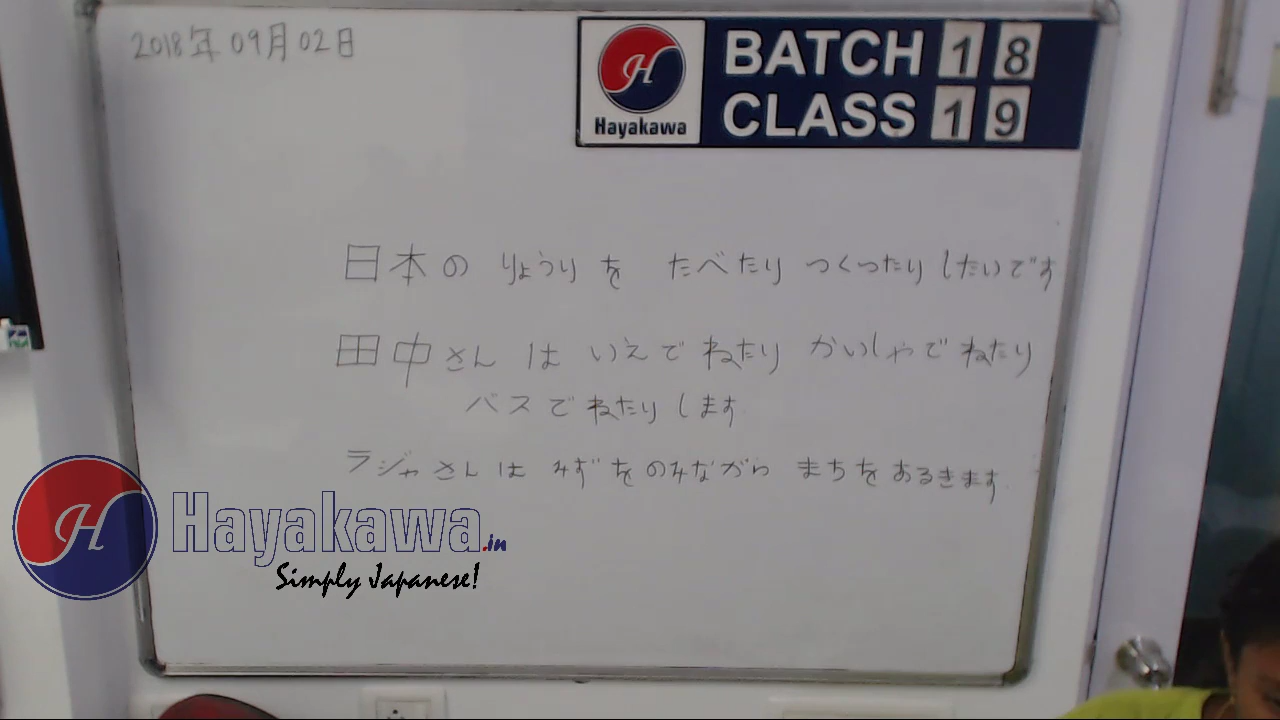 2018年 09月 02日
H
Hayakawa
BATCH 18
CLASS 19
日本の りょうり を たべたり つくったり したいです
田中さん は いえで ねたり かいしゃで ねたり
バスで ねたり します
ラジャさん は みずを のみながら まちを あるきます
H
Hayakawa.in
Simply Japanese!